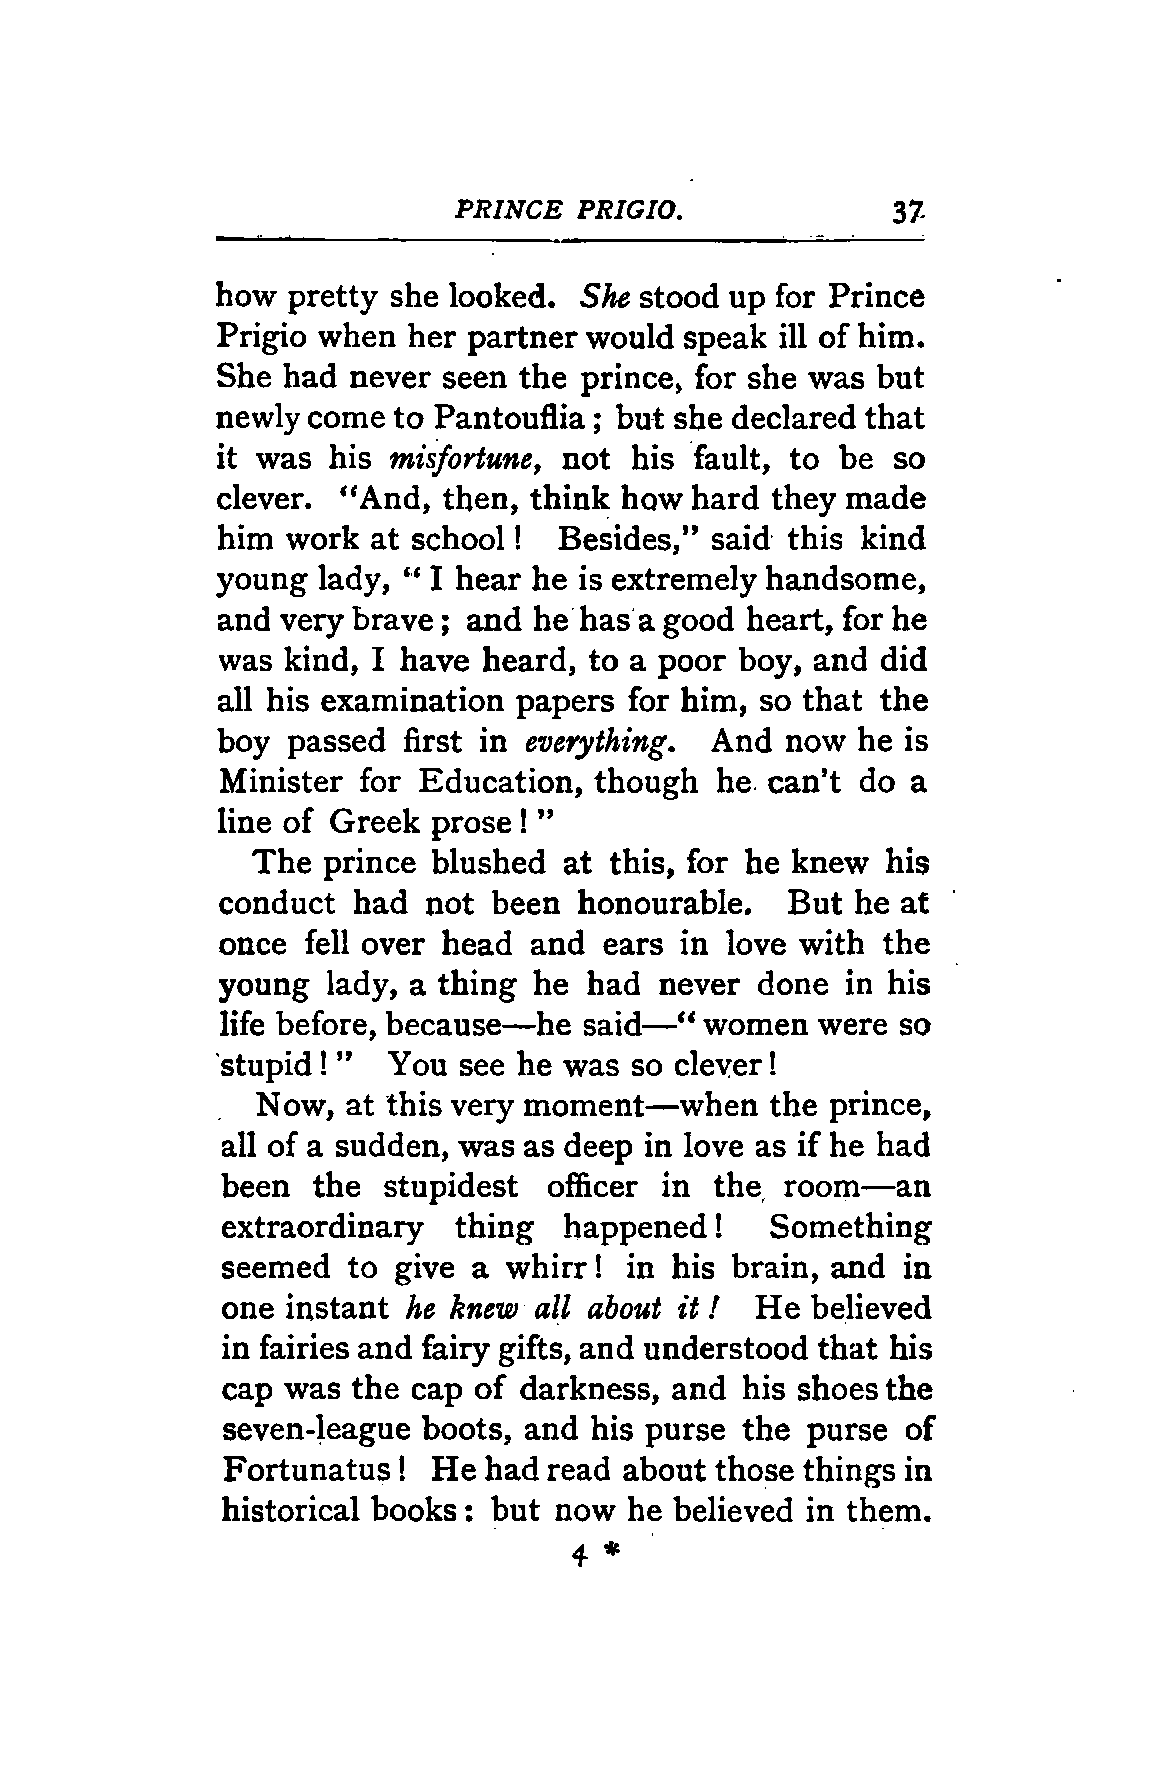 PRINCE PRIGIO. 37
how pretty she looked. She stood up for Prince
Prigio when her partner would speak ill of him.
She had never seen the prince, for she was but
newly come to Pantouflia ; but she declared that
it was his misfortune, not his fault, to be so
clever. "And, then, think how hard they made
him work at school ! Besides," said this kind
young lady, " I hear he is extremely handsome,
and very brave ; and he has a good heart, for he
was kind, I have heard, to a poor boy, and did
all his examination papers for him, so that the
boy passed first in everything. And now he is
Minister for Education, though he can't do a
line of Greek prose ! "
The prince blushed at this, for he knew his
conduct had not been honourable. But he at
once fell over head and ears in love with the
young lady, a thing he had never done in his
life before, because—he said—" women were so
stupid ! " You see he was so clever !
Now, at this very moment—when the prince,
all of a sudden, was as deep in love as if he had
been the stupidest officer in the room—an
extraordinary thing happened ! Something
seemed to give a whirr ! in his brain, and in
one instant he knew all about it ! He believed
in fairies and fairy gifts, and understood that his
cap was the cap of darkness, and his shoes the
seven-league boots, and his purse the purse of
Fortunatus ! He had read about those things in
historical books : but now he believed in them.
4 *